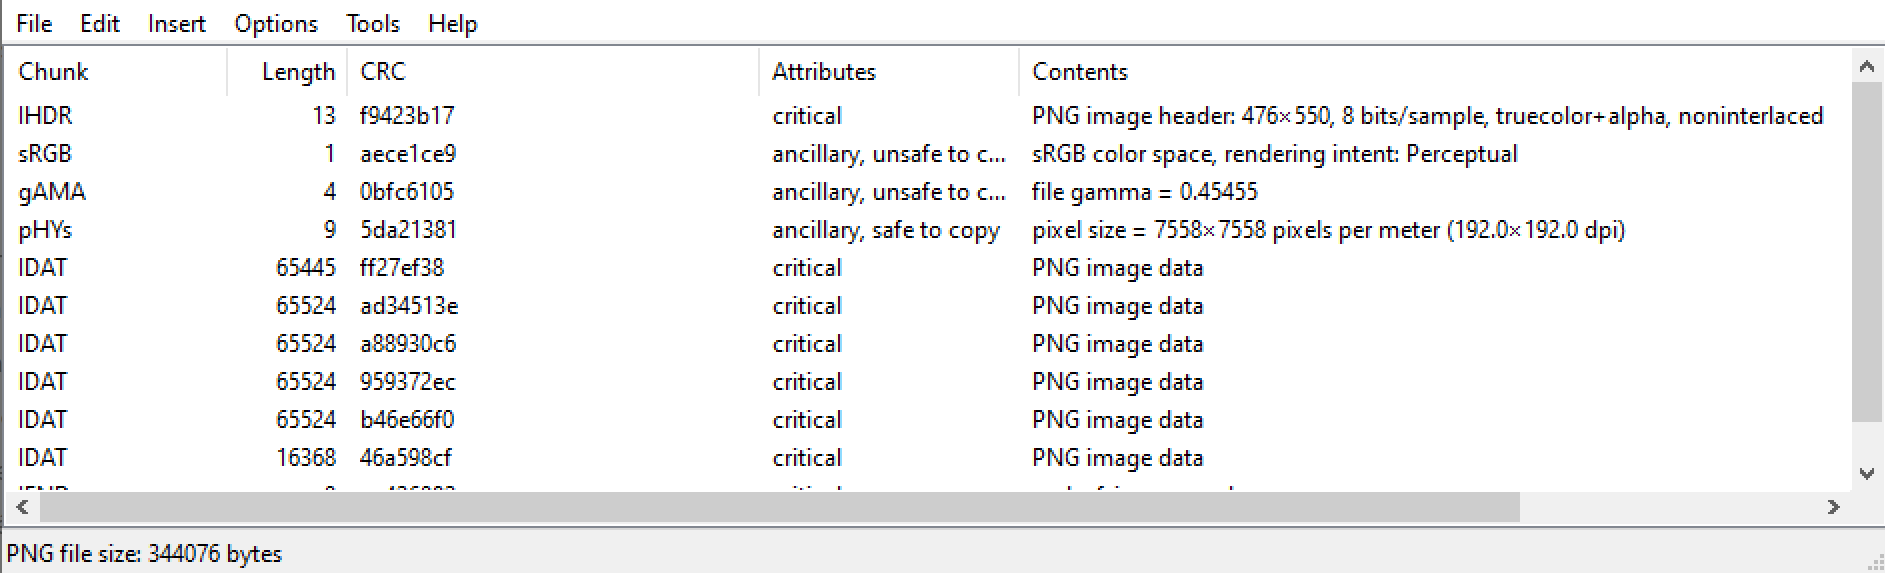 File Edit Insert Options Tools Help
Chunk Length CRC Attributes Contents
IHDR 13 f9423b17 critical PNG image header: 476×550, 8 bits/sample, truecolor+alpha, noninterlaced
sRGB 1 aece1ce9 ancillary, unsafe to c... sRGB color space, rendering intent: Perceptual
gAMA 4 0bfc6105 ancillary, unsafe to c... file gamma = 0.45455
pHYs 9 5da21381 ancillary, safe to copy pixel size = 7558×7558 pixels per meter (192.0×192.0 dpi)
IDAT 65445 ff27ef38 critical PNG image data
IDAT 65524 ad34513e critical PNG image data
IDAT 65524 a88930c6 critical PNG image data
IDAT 65524 959372ec critical PNG image data
IDAT 65524 b46e66f0 critical PNG image data
IDAT 16368 46a598cf critical PNG image data
PNG file size: 344076 bytes